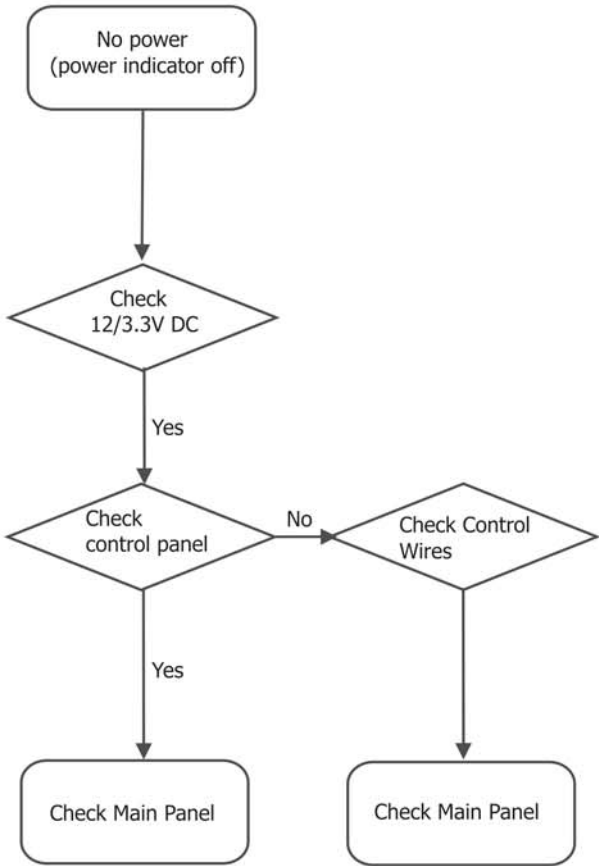 No power
(power indicator off)
Check
12/3.3V DC
Yes
Check
control panel
No
Check Control
Wires
Yes
Check Main Panel
Check Main Panel